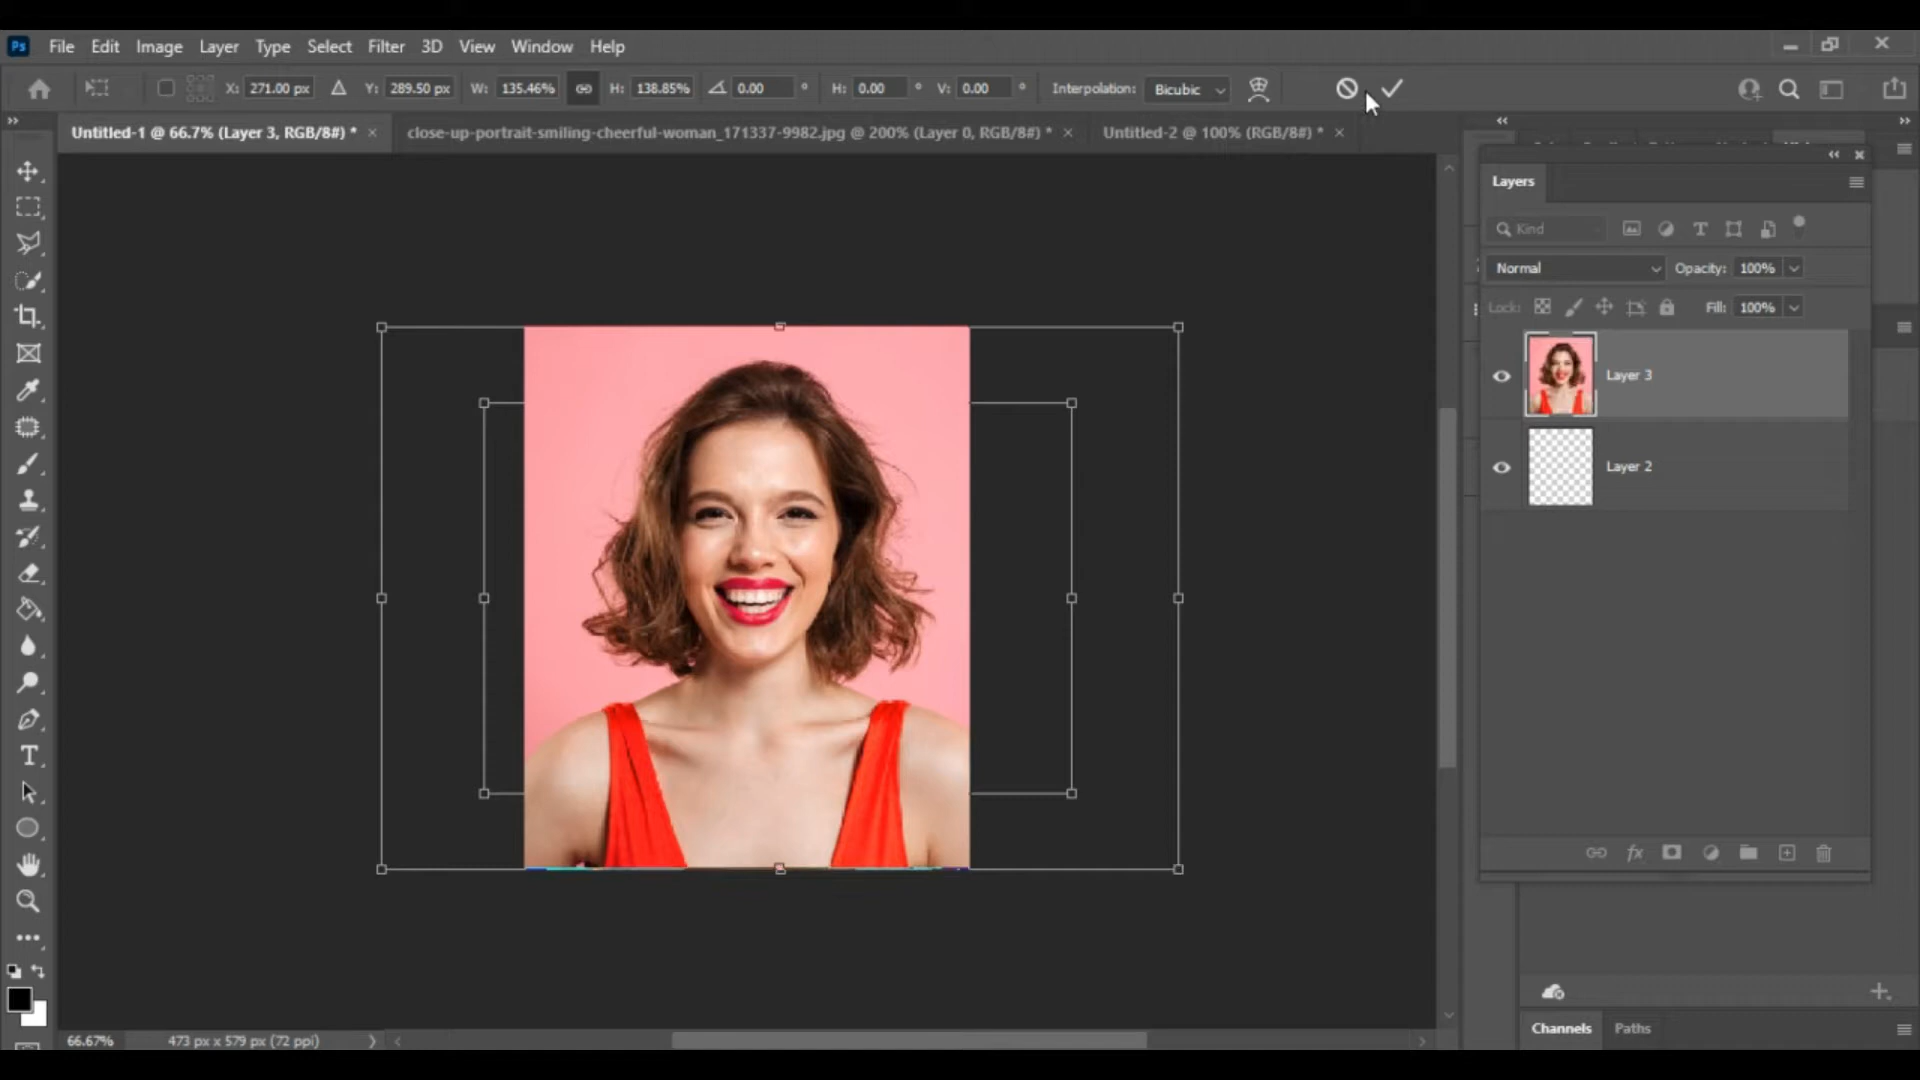 Ps File Edit Image Layer Type Select Filter 3D View Window Help
X: 271.00 px Y: 289.50 px W: 135.46% H: 138.85% 0.00 ° H: 0.00 ° V: 0.00 ° Interpolation: Bicubic
Untitled-1 @ 66.7% (Layer 3, RGB/8#) * × close-up-portrait-smiling-cheerful-woman_171337-9982.jpg @ 200% (Layer 0, RGB/8#) * × Untitled-2 @ 100% (RGB/8#) * ×
Layers
Kind
Normal Opacity: 100%
Lock: Fill: 100%
Layer 3
Layer 2
fx
T
Channels Paths
66.67% 473 px x 579 px (72 ppi)